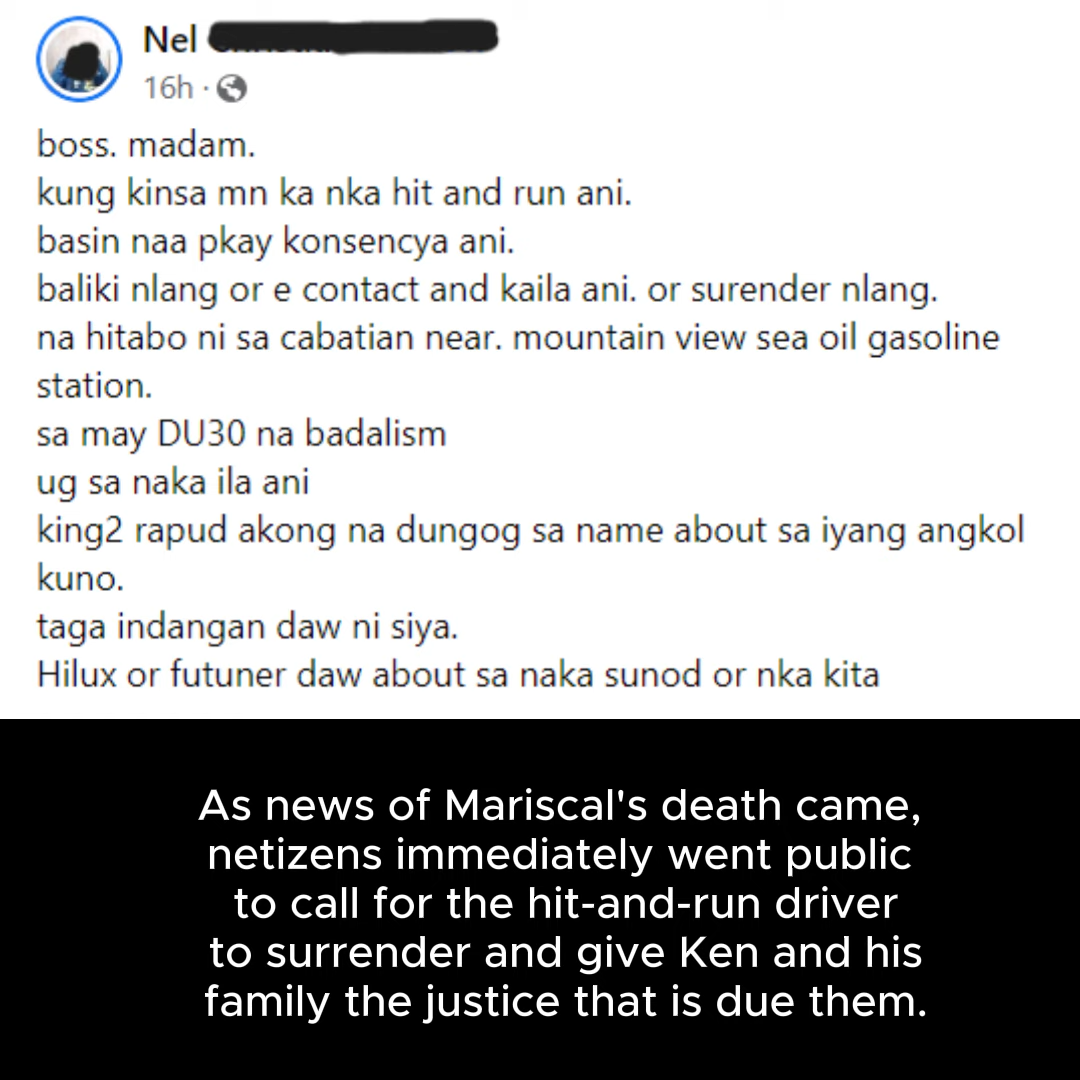 Nel
16h ·
boss. madam.
kung kinsa mn ka nka hit and run ani.
basin naa pkay konsencya ani.
baliki nlang or e contact and kaila ani. or surender nlang.
na hitabo ni sa cabatian near. mountain view sea oil gasoline
station.
sa may DU30 na badalism
ug sa naka ila ani
king2 rapud akong na dungog sa name about sa iyang angkol
kuno.
taga indangan daw ni siya.
Hilux or futuner daw about sa naka sunod or nka kita
As news of Mariscal's death came,
netizens immediately went public
to call for the hit-and-run driver
to surrender and give Ken and his
family the justice that is due them.